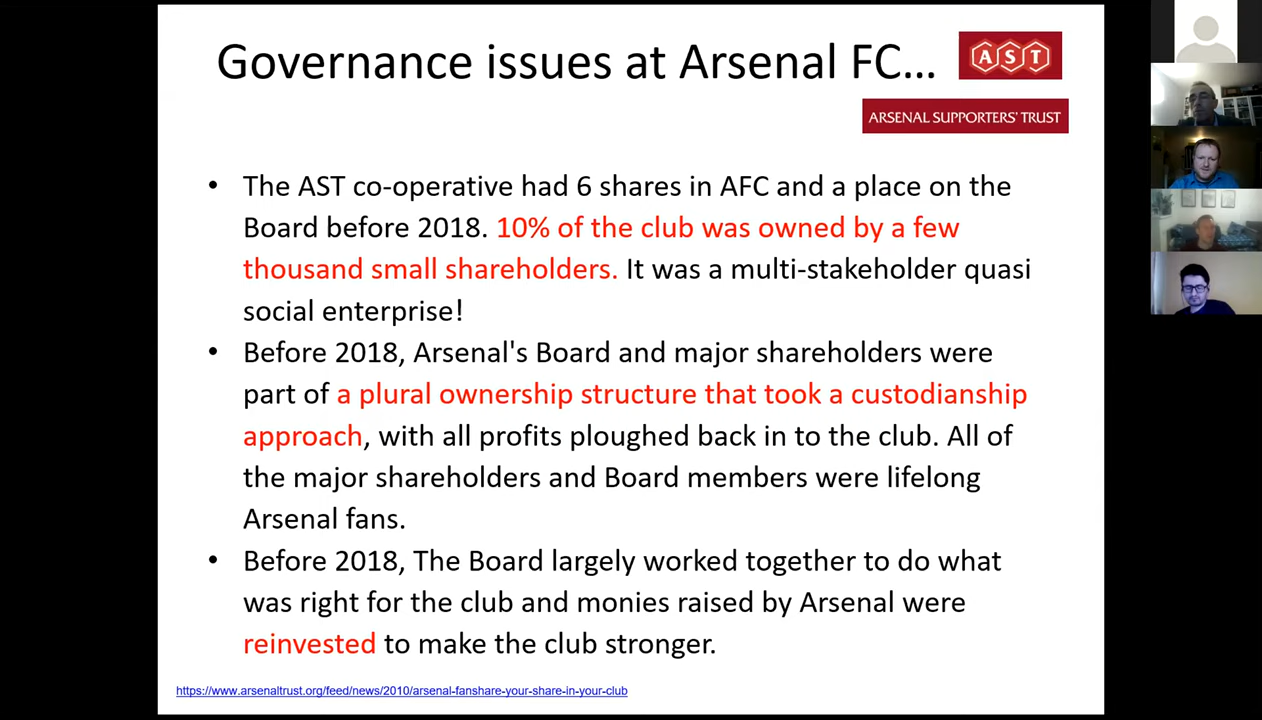 Governance issues at Arsenal FC…
AST
ARSENAL SUPPORTERS' TRUST
• The AST co-operative had 6 shares in AFC and a place on the
Board before 2018. 10% of the club was owned by a few
thousand small shareholders. It was a multi-stakeholder quasi
social enterprise!
• Before 2018, Arsenal's Board and major shareholders were
part of a plural ownership structure that took a custodianship
approach, with all profits ploughed back in to the club. All of
the major shareholders and Board members were lifelong
Arsenal fans.
• Before 2018, The Board largely worked together to do what
was right for the club and monies raised by Arsenal were
reinvested to make the club stronger.
https://www.arsenaltrust.org/feed/news/2010/arsenal-fanshare-your-share-in-your-club